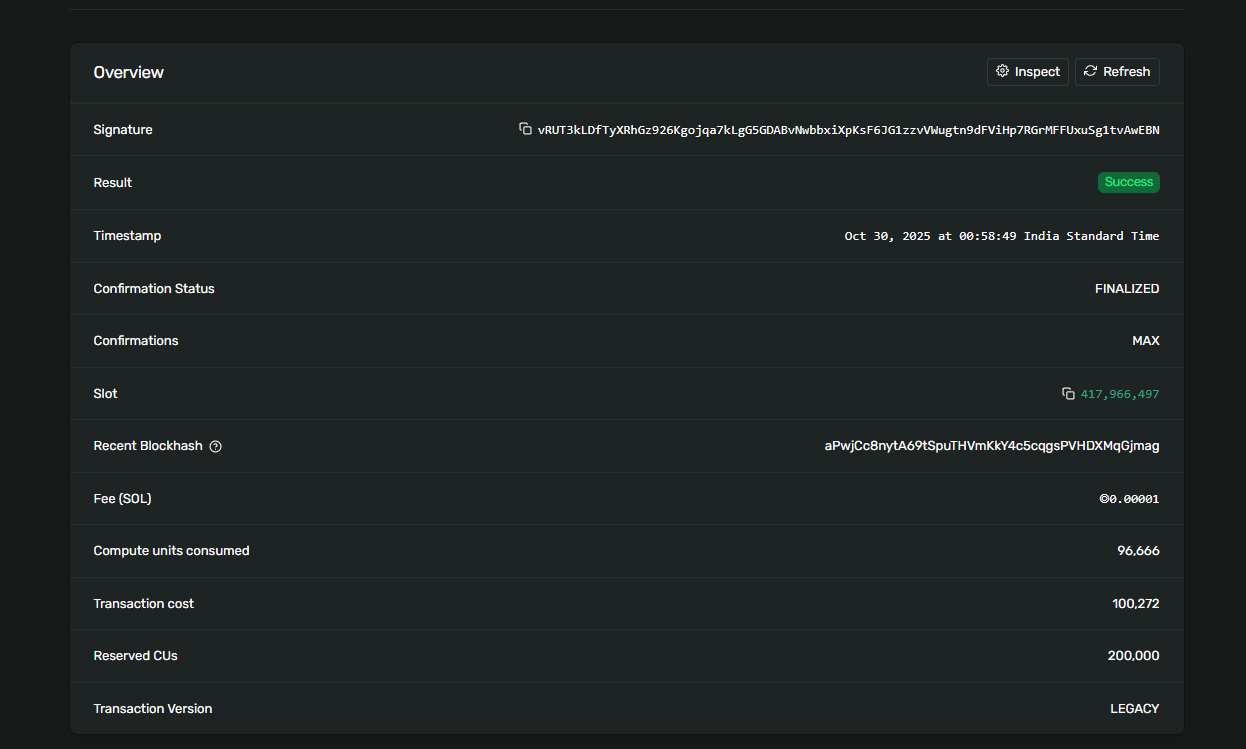 Overview
Inspect
Refresh
Signature
vRUT3kLDfTyXRhGz926Kgojqa7kLgG5GDABvNwbbxiXpKsF6JG1zzvVWugtn9dFViHp7RGrMFFUxuSg1tvAwEBN
Result
Success
Timestamp
Oct 30, 2025 at 00:58:49 India Standard Time
Confirmation Status
FINALIZED
Confirmations
MAX
Slot
417,966,497
Recent Blockhash
aPwjCc8nytA69tSpuTHVmKkY4c5cqgsPVHDXMqGjmag
Fee (SOL)
◎0.00001
Compute units consumed
96,666
Transaction cost
100,272
Reserved CUs
200,000
Transaction Version
LEGACY